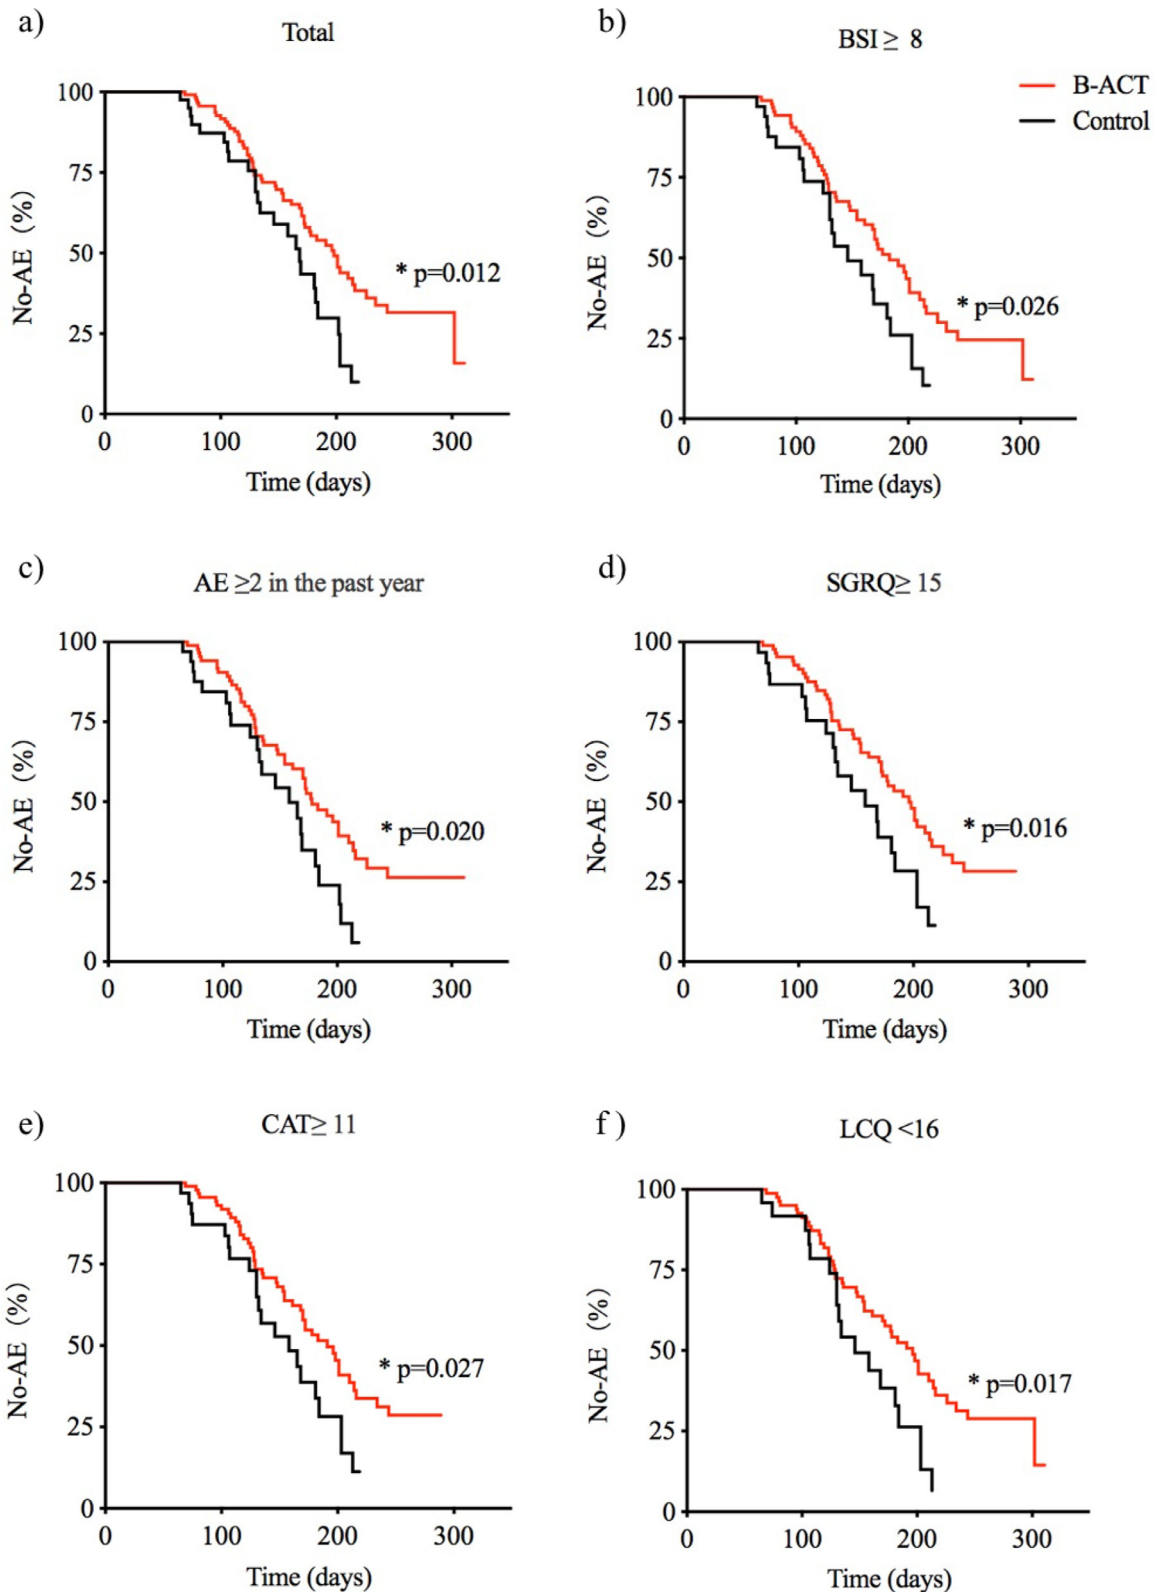 a)
Total
100
75
50
25
0
No-AE (%)
* p=0.012
0 100 200 300
Time (days)
b)
BSI ≥ 8
B-ACT
Control
100
75
50
25
0
No-AE (%)
* p=0.026
0 100 200 300
Time (days)
c)
AE ≥2 in the past year
100
75
50
25
0
No-AE (%)
* p=0.020
0 100 200 300
Time (days)
d)
SGRQ≥ 15
100
75
50
25
0
No-AE (%)
* p=0.016
0 100 200 300
Time (days)
e)
CAT≥ 11
100
75
50
25
0
No-AE (%)
* p=0.027
0 100 200 300
Time (days)
f )
LCQ <16
100
75
50
25
0
No-AE (%)
* p=0.017
0 100 200 300
Time (days)